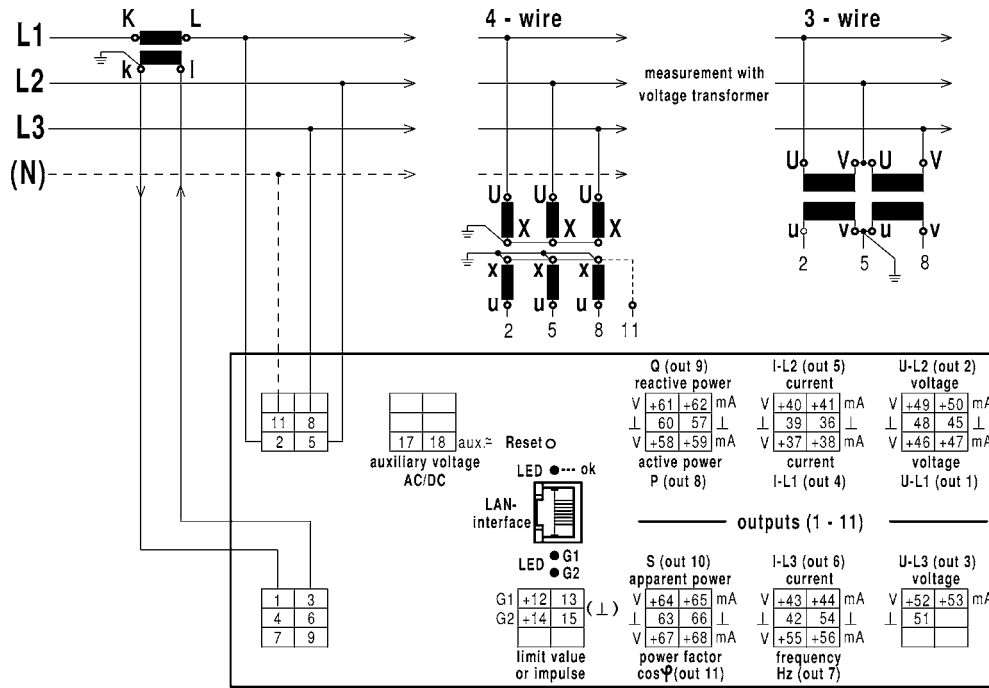 K L 4 - wire 3 - wire
L1
k l
L2 measurement with
voltage transformer
L3
(N)
U V U V
U U U
X X X
u v u v
x x x
2 5 8
u u u
2 5 8 11
Q (out 9) I-L2 (out 5) U-L2 (out 2)
reactive power current voltage
V +61 +62 mA V +40 +41 mA V +49 +50 mA
11 8 ⊥ 60 57 ⊥ ⊥ 39 36 ⊥ ⊥ 48 45 ⊥
2 5 17 18 aux.≂ Reset V +58 +59 mA V +37 +38 mA V +46 +47 mA
auxiliary voltage active power current voltage
AC/DC LED --- ok P (out 8) I-L1 (out 4) U-L1 (out 1)
LAN-
interface
outputs (1 - 11)
LED G1
G2
S (out 10) I-L3 (out 6) U-L3 (out 3)
apparent power current voltage
1 3 G1 +12 13 (⊥) V +64 +65 mA V +43 +44 mA V +52 +53 mA
4 6 G2 +14 15 ⊥ 63 66 ⊥ ⊥ 42 54 ⊥ ⊥ 51
7 9 V +67 +68 mA V +55 +56 mA
limit value power factor frequency
or impulse cosφ(out 11) Hz (out 7)